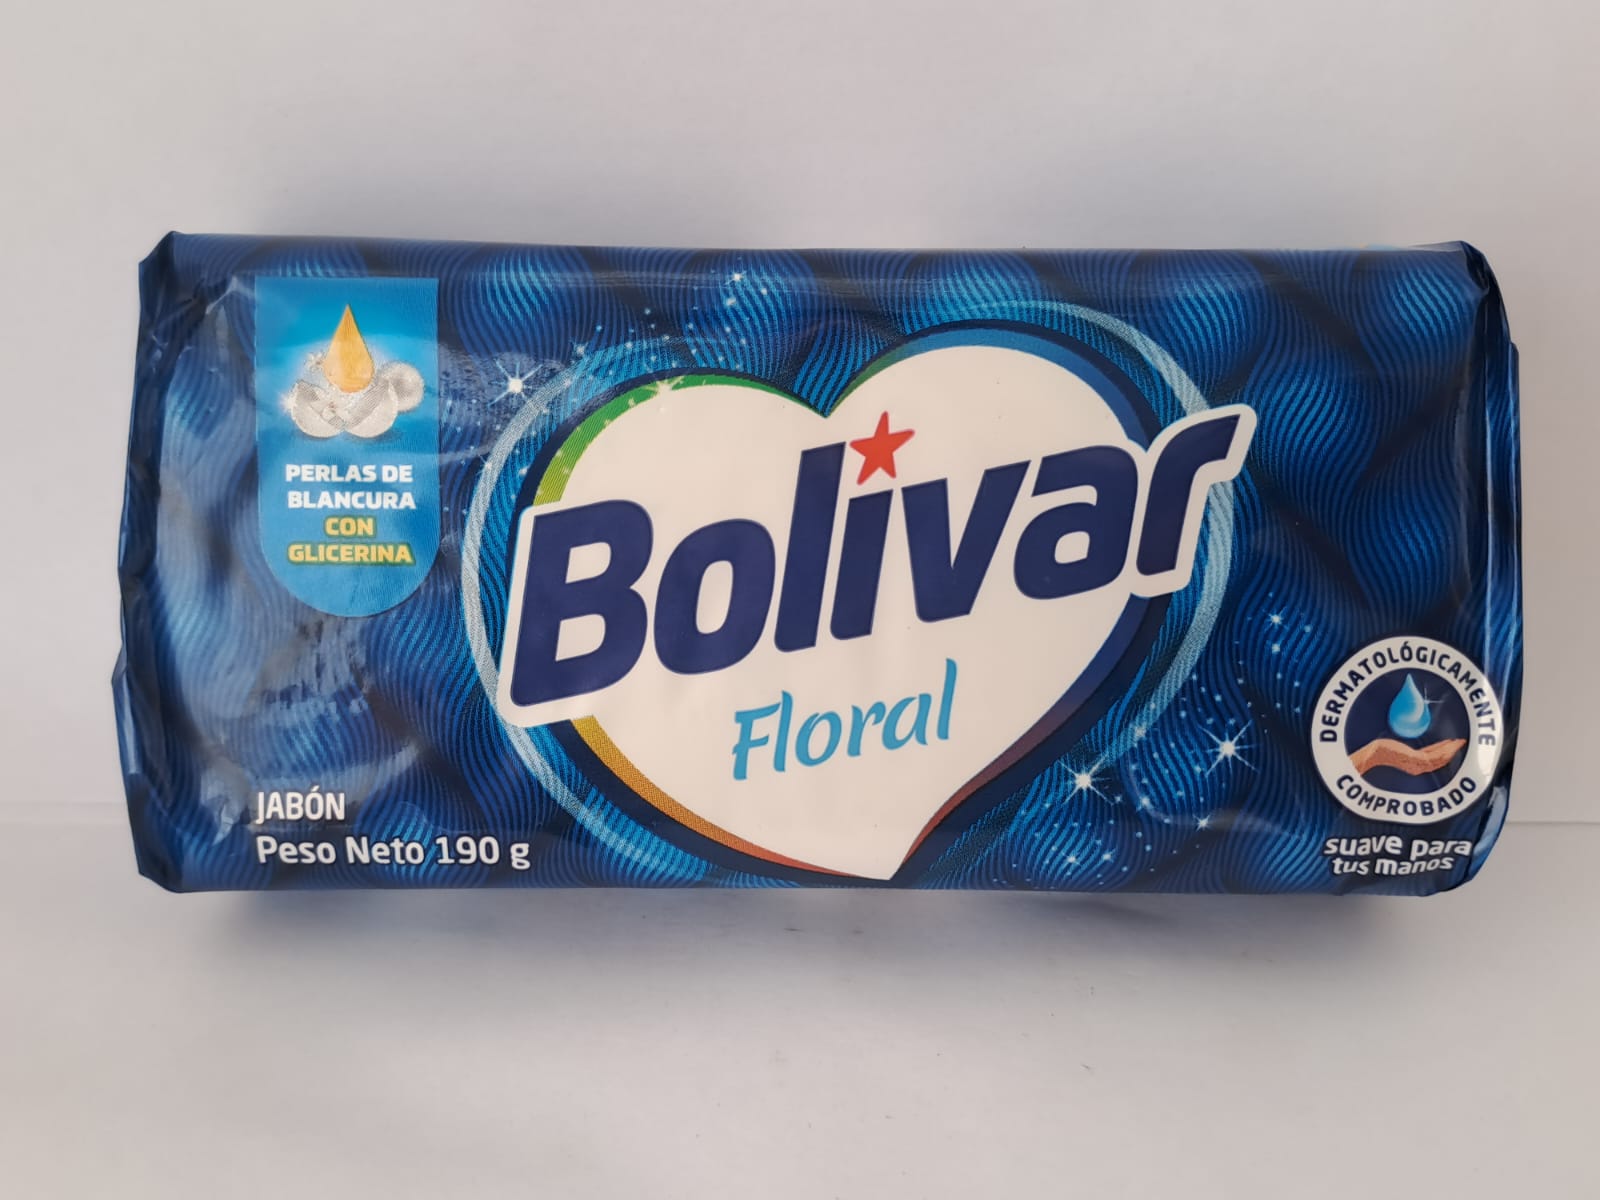 PERLAS DE
BLANCURA
CON
GLICERINA
Bolivar
Floral
JABÓN
Peso Neto 190 g
DERMATOLÓGICAMENTE
COMPROBADO
suave para
tus manos